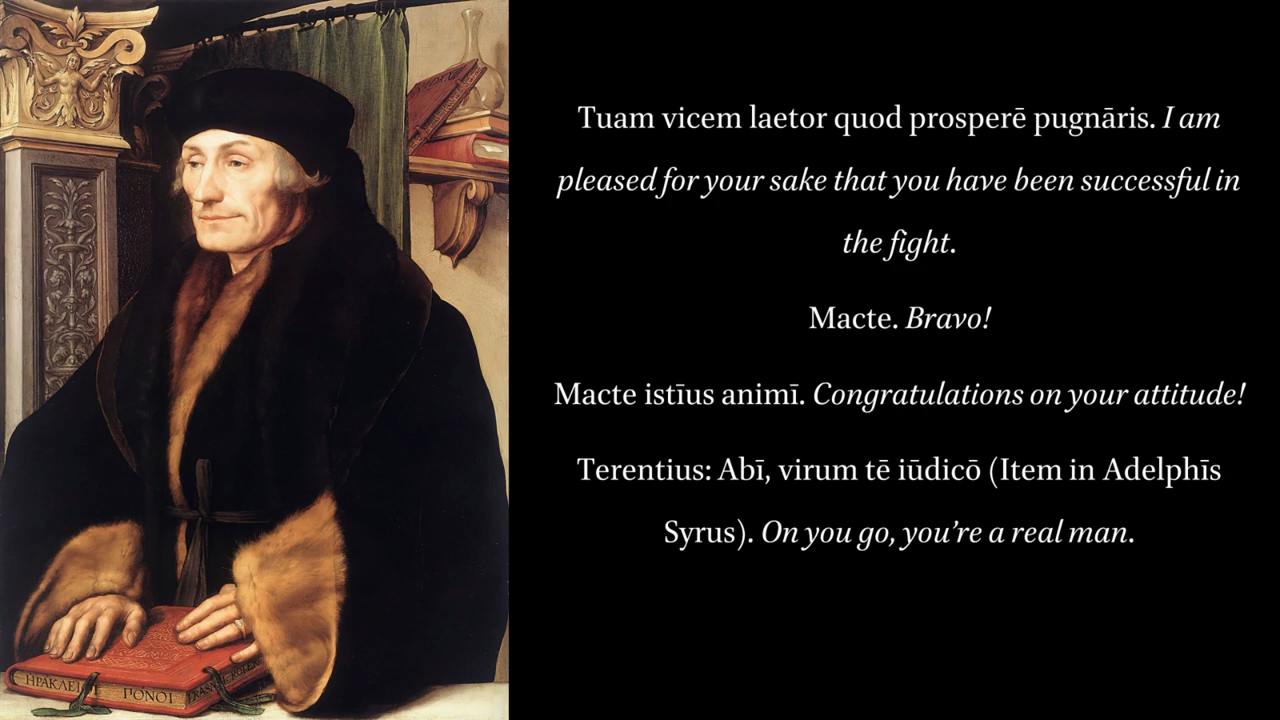 Tuam vicem laetor quod prosperē pugnāris. I am
pleased for your sake that you have been successful in
the fight.
Macte. Bravo!
Macte istīus animī. Congratulations on your attitude!
Terentius: Abī, virum tē iūdicō (Item in Adelphīs
Syrus). On you go, you’re a real man.
ΗΡΑΚΛΕΙ ΠΟΝΟΙ